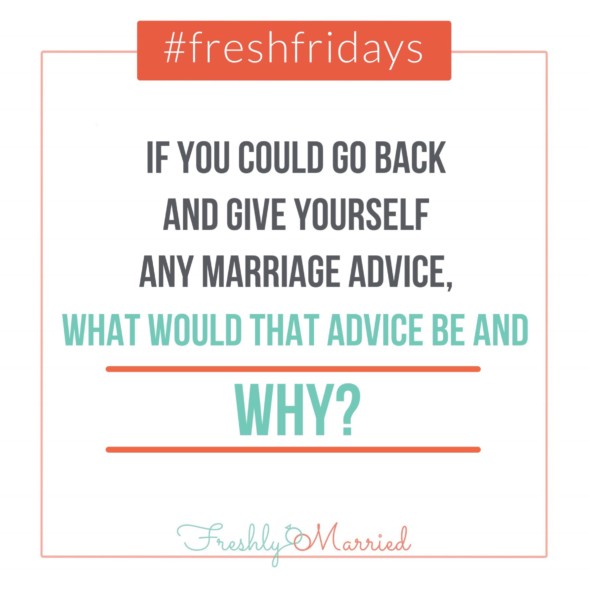 #freshfridays
IF YOU COULD GO BACK
AND GIVE YOURSELF
ANY MARRIAGE ADVICE,
WHAT WOULD THAT ADVICE BE AND
WHY?
Freshly Married